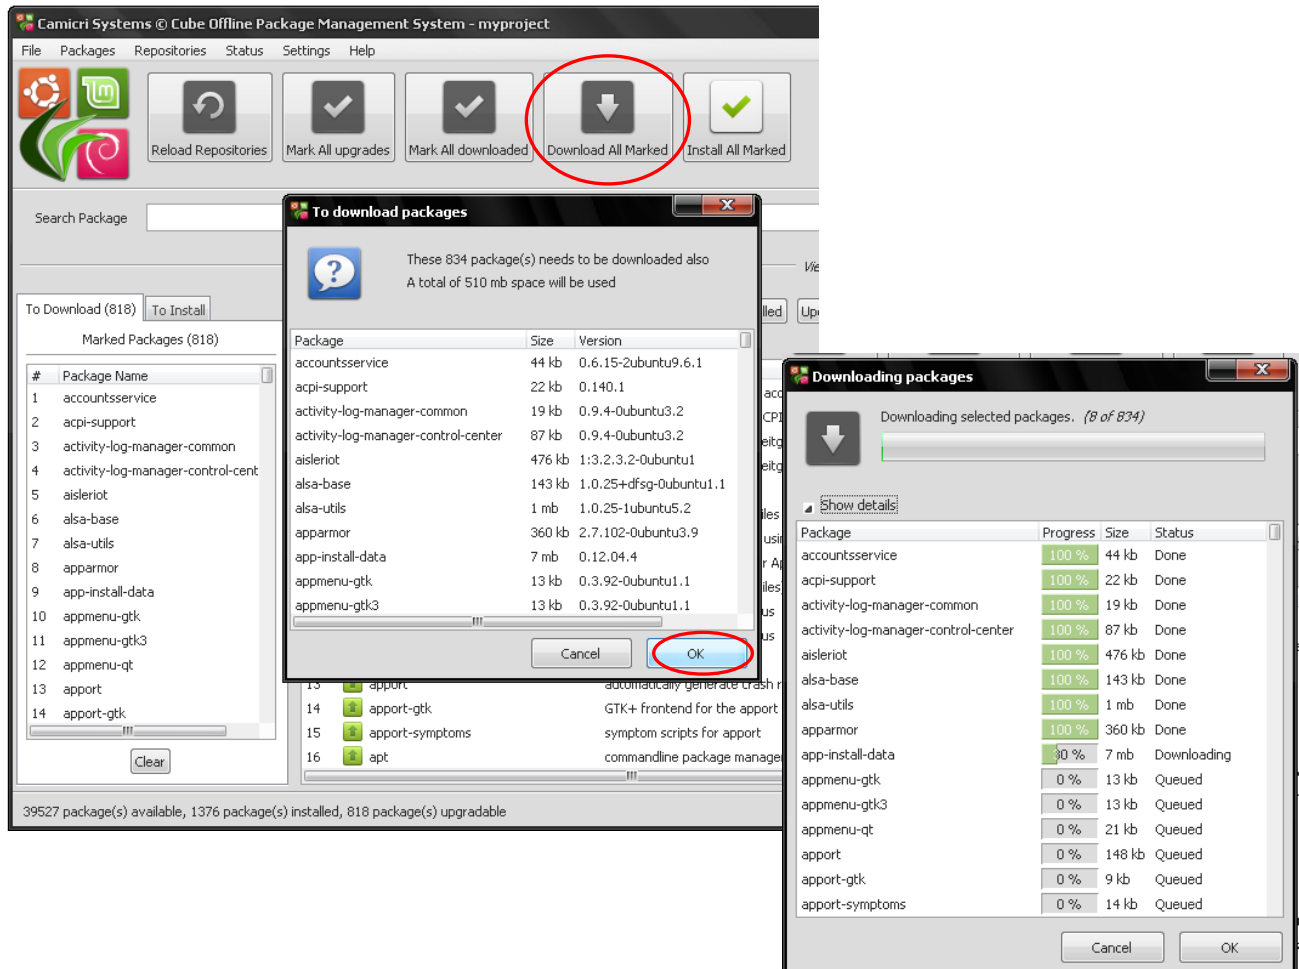 Camicri Systems © Cube Offline Package Management System - myproject
File Packages Repositories Status Settings Help
Reload Repositories Mark All upgrades Mark All downloaded Download All Marked Install All Marked
Search Package
To Download (818) To Install
Marked Packages (818)
# Package Name
1 accountsservice
2 acpi-support
3 activity-log-manager-common
4 activity-log-manager-control-cent
5 aisleriot
6 alsa-base
7 alsa-utils
8 apparmor
9 app-install-data
10 appmenu-gtk
11 appmenu-gtk3
12 appmenu-qt
13 apport
14 apport-gtk
Clear
To download packages
These 834 package(s) needs to be downloaded also
A total of 510 mb space will be used
Package Size Version
accountsservice 44 kb 0.6.15-2ubuntu9.6.1
acpi-support 22 kb 0.140.1
activity-log-manager-common 19 kb 0.9.4-0ubuntu3.2
activity-log-manager-control-center 87 kb 0.9.4-0ubuntu3.2
aisleriot 476 kb 1:3.2.3.2-0ubuntu1
alsa-base 143 kb 1.0.25+dfsg-0ubuntu1.1
alsa-utils 1 mb 1.0.25-1ubuntu5.2
apparmor 360 kb 2.7.102-0ubuntu3.9
app-install-data 7 mb 0.12.04.4
appmenu-gtk 13 kb 0.3.92-0ubuntu1.1
appmenu-gtk3 13 kb 0.3.92-0ubuntu1.1
Cancel OK
13 apport automatically generate crash r
14 apport-gtk GTK+ frontend for the apport
15 apport-symptoms symptom scripts for apport
16 apt commandline package manager
39527 package(s) available, 1376 package(s) installed, 818 package(s) upgradable
Downloading packages
Downloading selected packages. (8 of 834)
Show details
Package Progress Size Status
accountsservice 100 % 44 kb Done
acpi-support 100 % 22 kb Done
activity-log-manager-common 100 % 19 kb Done
activity-log-manager-control-center 100 % 87 kb Done
aisleriot 100 % 476 kb Done
alsa-base 100 % 143 kb Done
alsa-utils 100 % 1 mb Done
apparmor 100 % 360 kb Done
app-install-data 30 % 7 mb Downloading
appmenu-gtk 0 % 13 kb Queued
appmenu-gtk3 0 % 13 kb Queued
appmenu-qt 0 % 21 kb Queued
apport 0 % 148 kb Queued
apport-gtk 0 % 9 kb Queued
apport-symptoms 0 % 14 kb Queued
Cancel OK